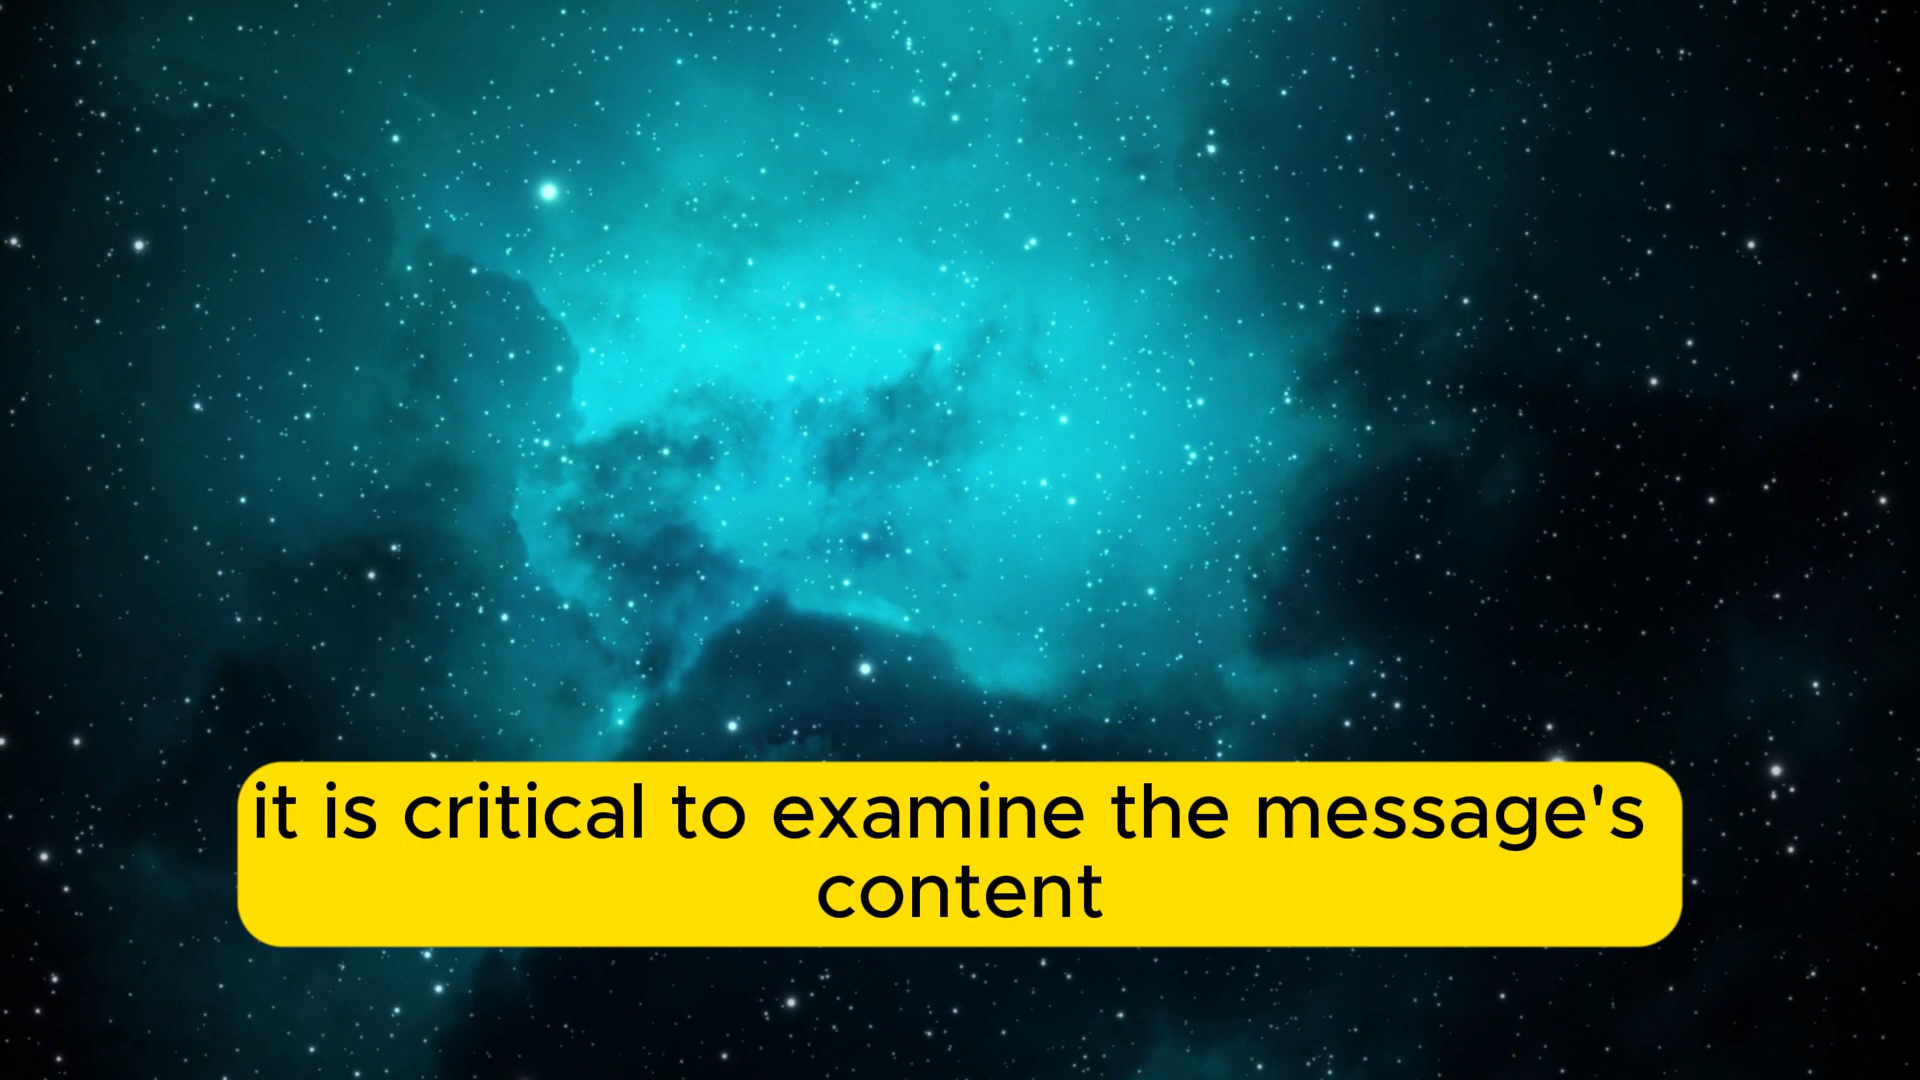 it is critical to examine the message's
content